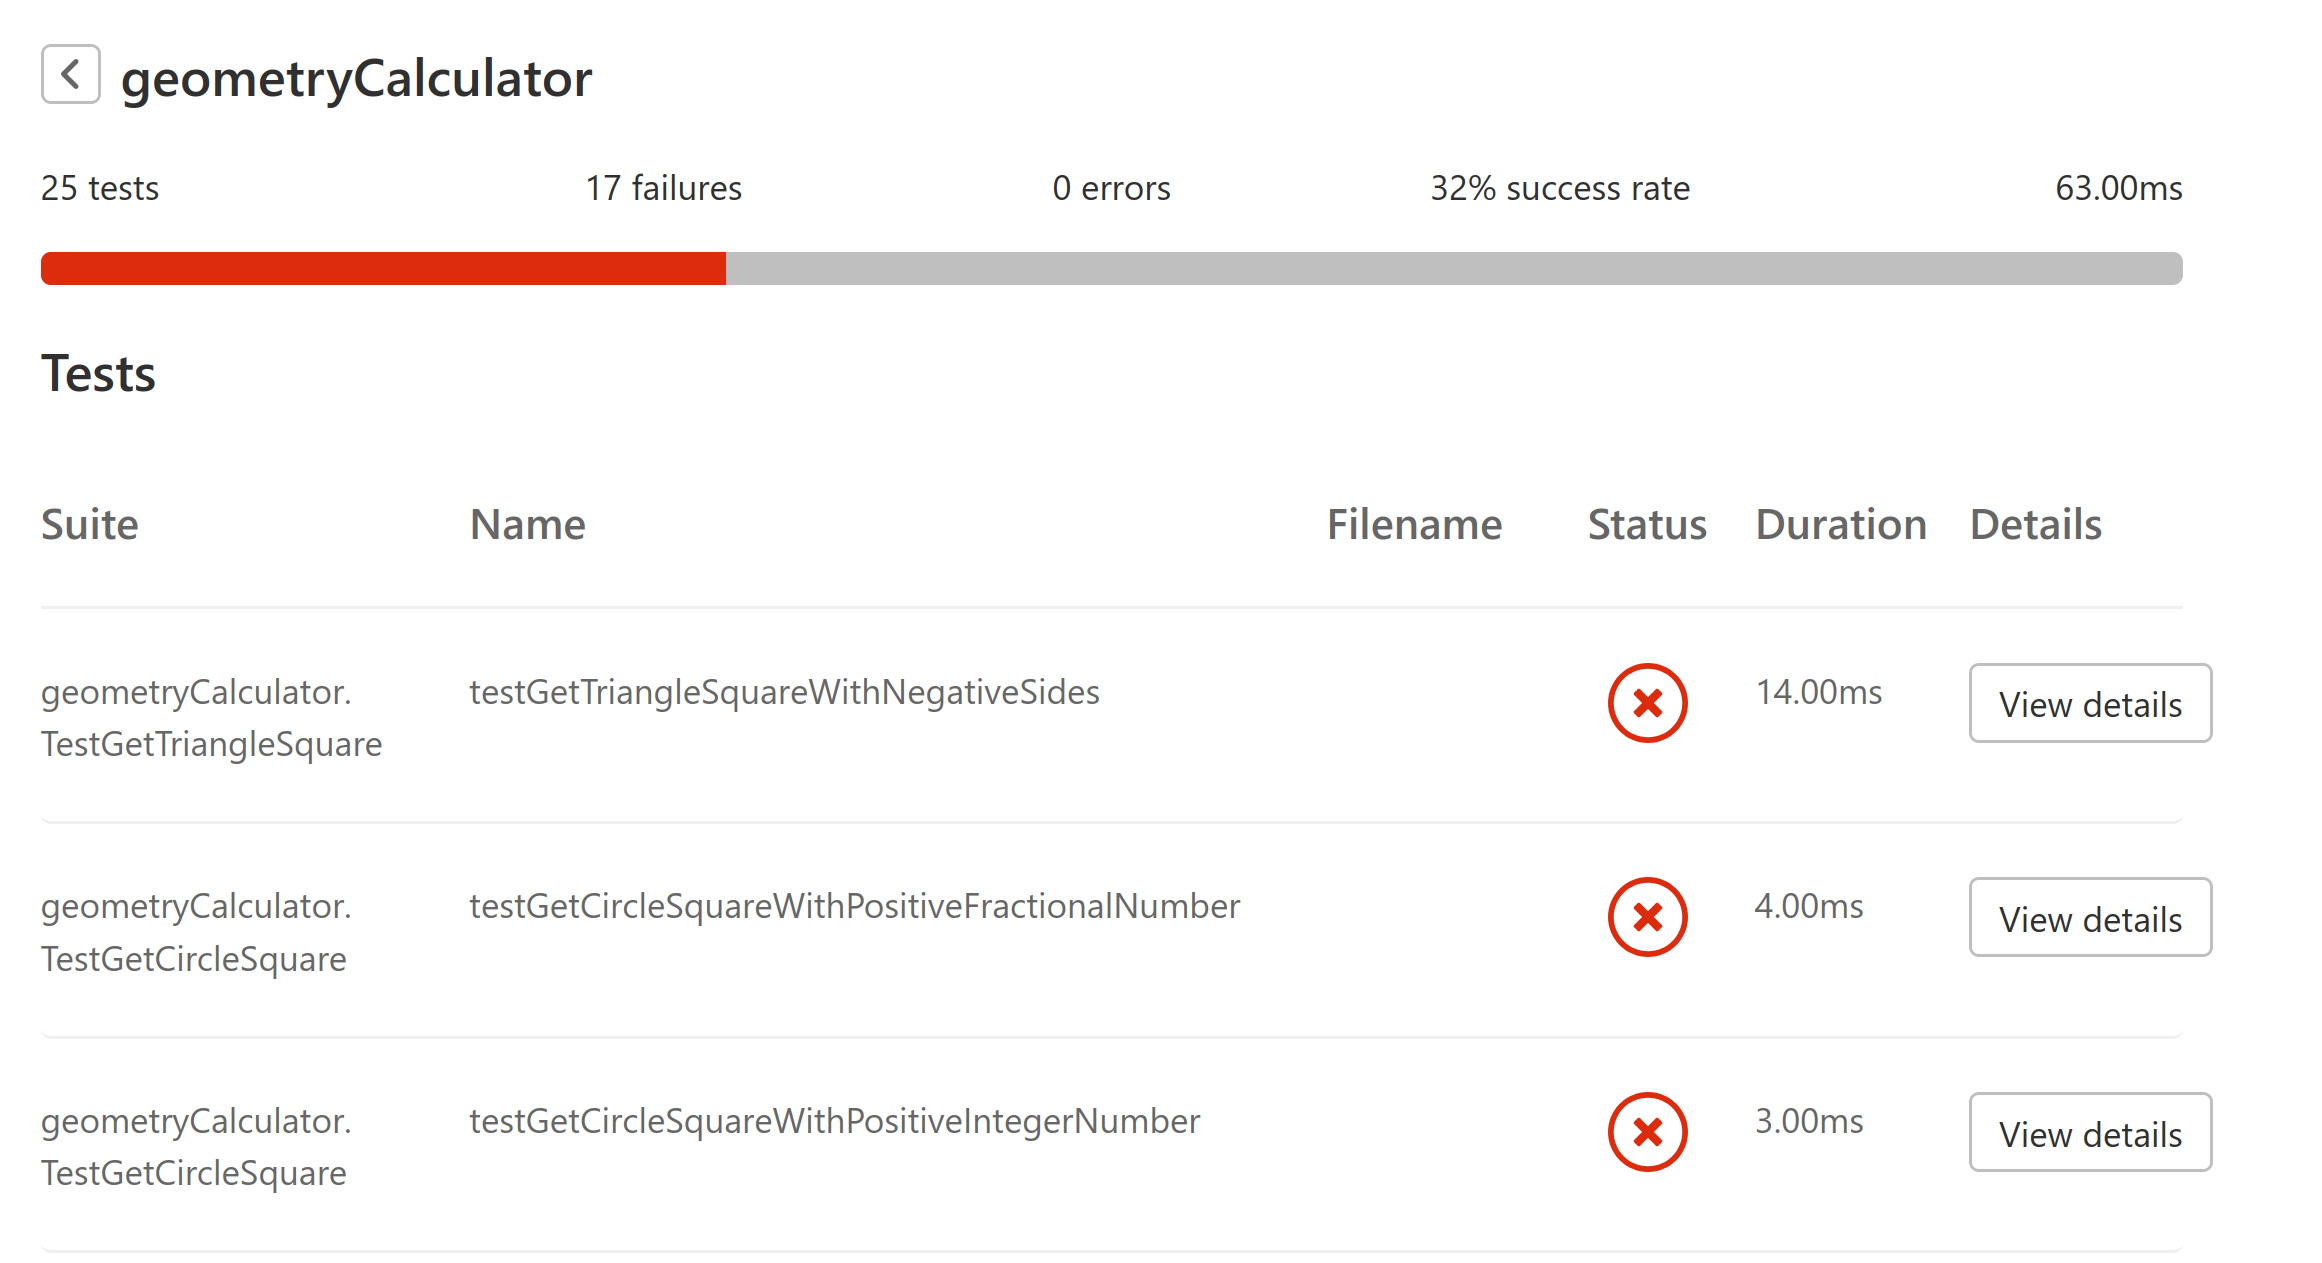 geometryCalculator
25 tests 17 failures 0 errors 32% success rate 63.00ms
Tests
Suite Name Filename Status Duration Details
geometryCalculator. testGetTriangleSquareWithNegativeSides 14.00ms View details
TestGetTriangleSquare
geometryCalculator. testGetCircleSquareWithPositiveFractionalNumber 4.00ms View details
TestGetCircleSquare
geometryCalculator. testGetCircleSquareWithPositiveIntegerNumber 3.00ms View details
TestGetCircleSquare